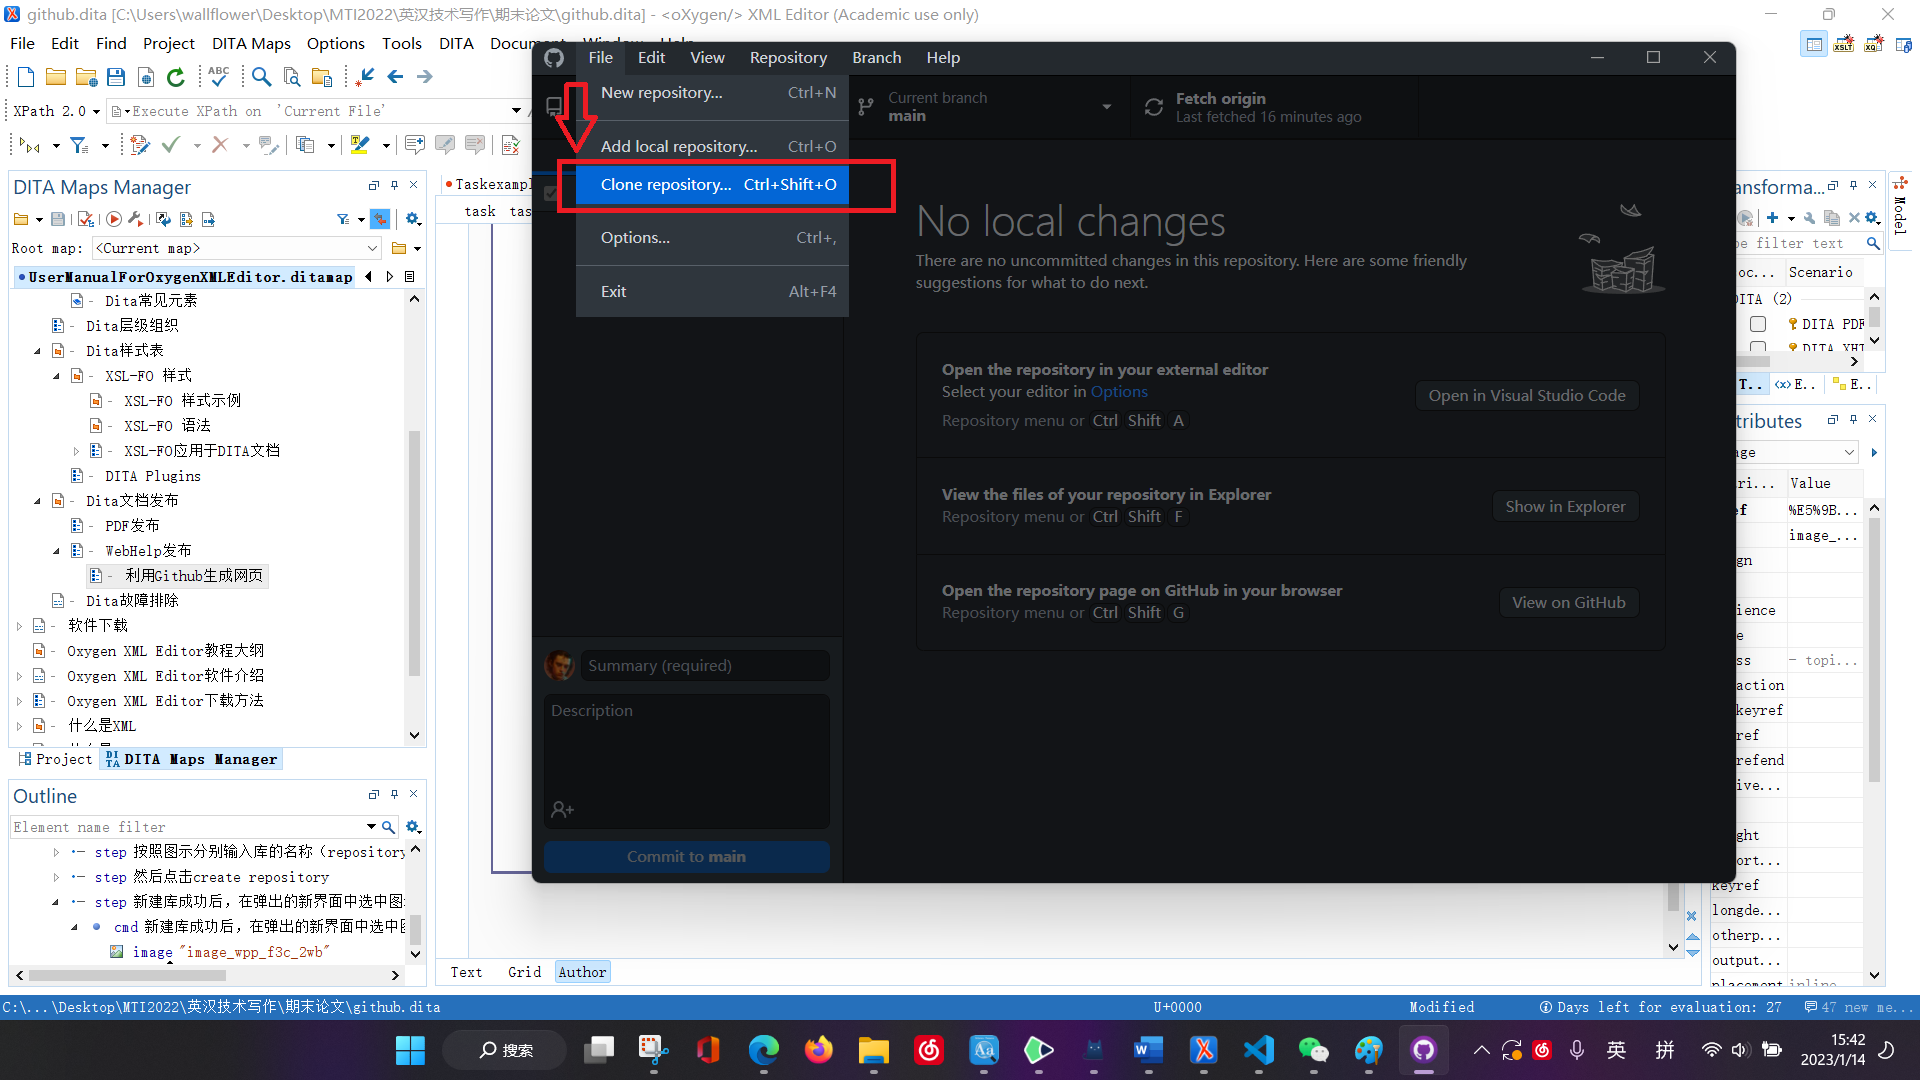 github.dita [C:\Users\wallflower\Desktop\MTI2022\英汉技术写作\期末论文\github.dita] - <oXygen/> XML Editor (Academic use only)
File Edit Find Project DITA Maps Options Tools DITA
XPath 2.0
Execute XPath on 'Current File'
DITA Maps Manager
Root map: <Current map>
UserManualForOxygenXMLEditor.ditamap
Dita常见元素
Dita层级组织
Dita样式表
XSL-FO 样式
XSL-FO 样式示例
XSL-FO 语法
XSL-FO应用于DITA文档
DITA Plugins
Dita文档发布
PDF发布
WebHelp发布
利用Github生成网页
Dita故障排除
软件下载
Oxygen XML Editor教程大纲
Oxygen XML Editor软件介绍
Oxygen XML Editor下载方法
什么是XML
Project DITA Maps Manager
Outline
Element name filter
step 按照图示分别输入库的名称（repository
step 然后点击create repository
step 新建库成功后，在弹出的新界面中选中图
cmd 新建库成功后，在弹出的新界面中选中
image "image_wpp_f3c_2wb"
Taskexampl
task tas
File Edit View Repository Branch Help
New repository... Ctrl+N
Add local repository... Ctrl+O
Clone repository... Ctrl+Shift+O
Options... Ctrl+,
Exit Alt+F4
Current branch
main
Fetch origin
Last fetched 16 minutes ago
No local changes
There are no uncommitted changes in this repository. Here are some friendly
suggestions for what to do next.
Open the repository in your external editor
Select your editor in Options
Repository menu or Ctrl Shift A
Open in Visual Studio Code
View the files of your repository in Explorer
Repository menu or Ctrl Shift F
Show in Explorer
Open the repository page on GitHub in your browser
Repository menu or Ctrl Shift G
View on GitHub
Summary (required)
Description
Commit to main
XSLT XQ
ansforma...
pe filter text
oc... Scenario
DITA (2)
DITA PDF
DITA XHT
T.. E.. E..
Model
tributes
ge
ri... Value
f %E5%9B...
image_...
gn
ience
e
ss - topi...
action
keyref
ref
refend
ive...
ght
ort...
keyref
longde...
otherp...
output...
placement inline
Text Grid Author
C:\...\Desktop\MTI2022\英汉技术写作\期末论文\github.dita
U+0000
Modified
Days left for evaluation: 27
47 new me...
搜索
英
拼
15:42
2023/1/14